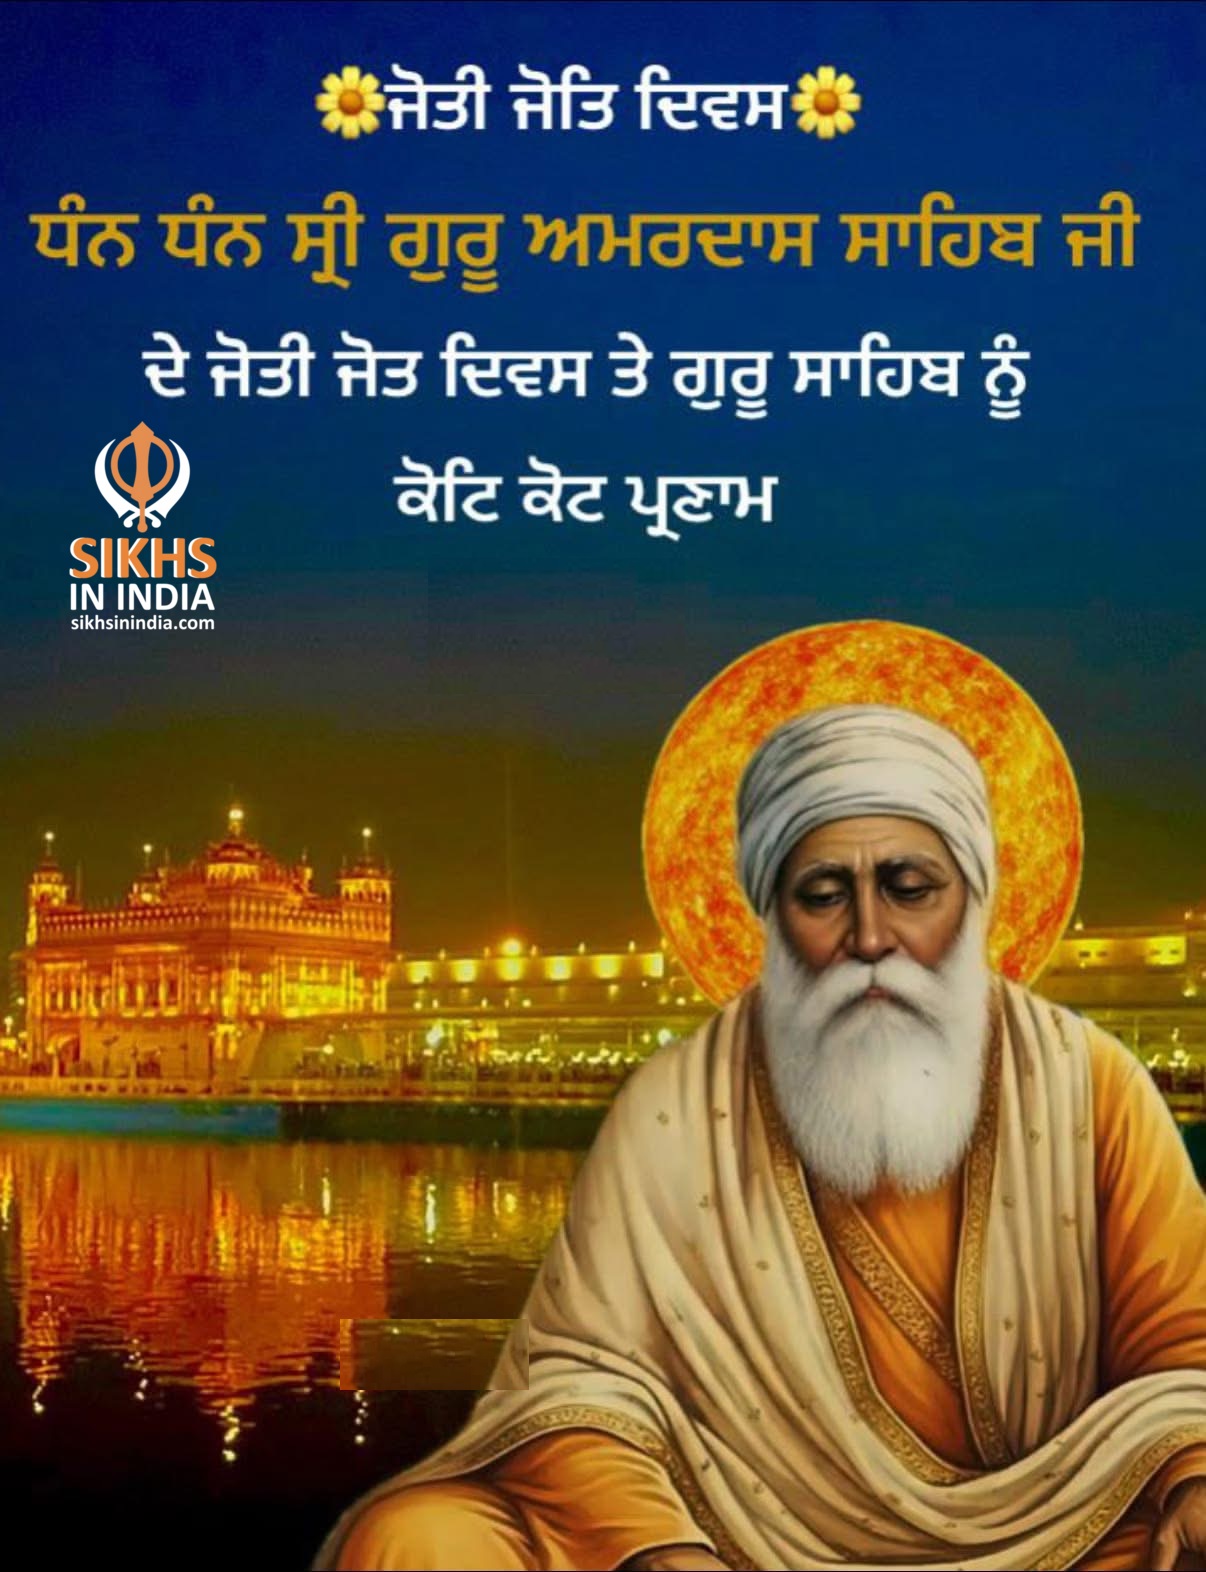 🌼ਜੋਤੀ ਜੋਤਿ ਦਿਵਸ🌼
ਧੰਨ ਧੰਨ ਸ੍ਰੀ ਗੁਰੂ ਅਮਰਦਾਸ ਸਾਹਿਬ ਜੀ
ਦੇ ਜੋਤੀ ਜੋਤ ਦਿਵਸ ਤੇ ਗੁਰੂ ਸਾਹਿਬ ਨੂੰ
ਕੋਟਿ ਕੋਟ ਪ੍ਰਣਾਮ
SIKHS
IN INDIA
sikhsinindia.com